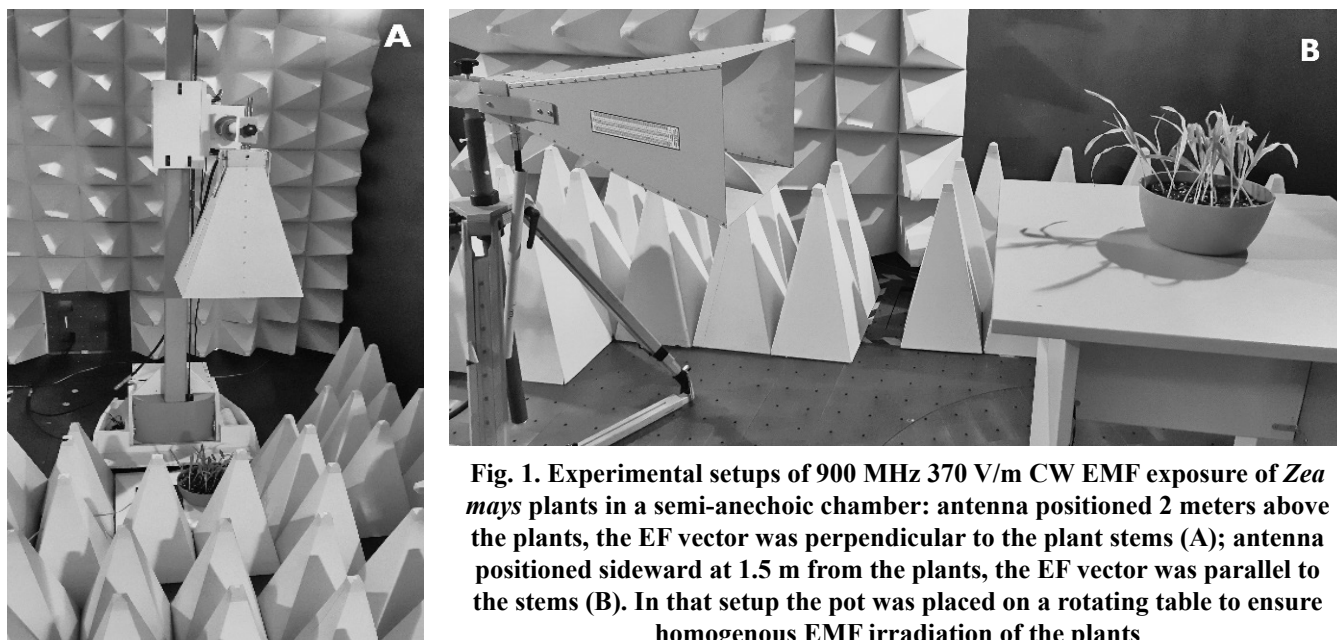 A
B
Fig. 1. Experimental setups of 900 MHz 370 V/m CW EMF exposure of Zea
mays plants in a semi-anechoic chamber: antenna positioned 2 meters above
the plants, the EF vector was perpendicular to the plant stems (A); antenna
positioned sideward at 1.5 m from the plants, the EF vector was parallel to
the stems (B). In that setup the pot was placed on a rotating table to ensure
homogenous EMF irradiation of the plants